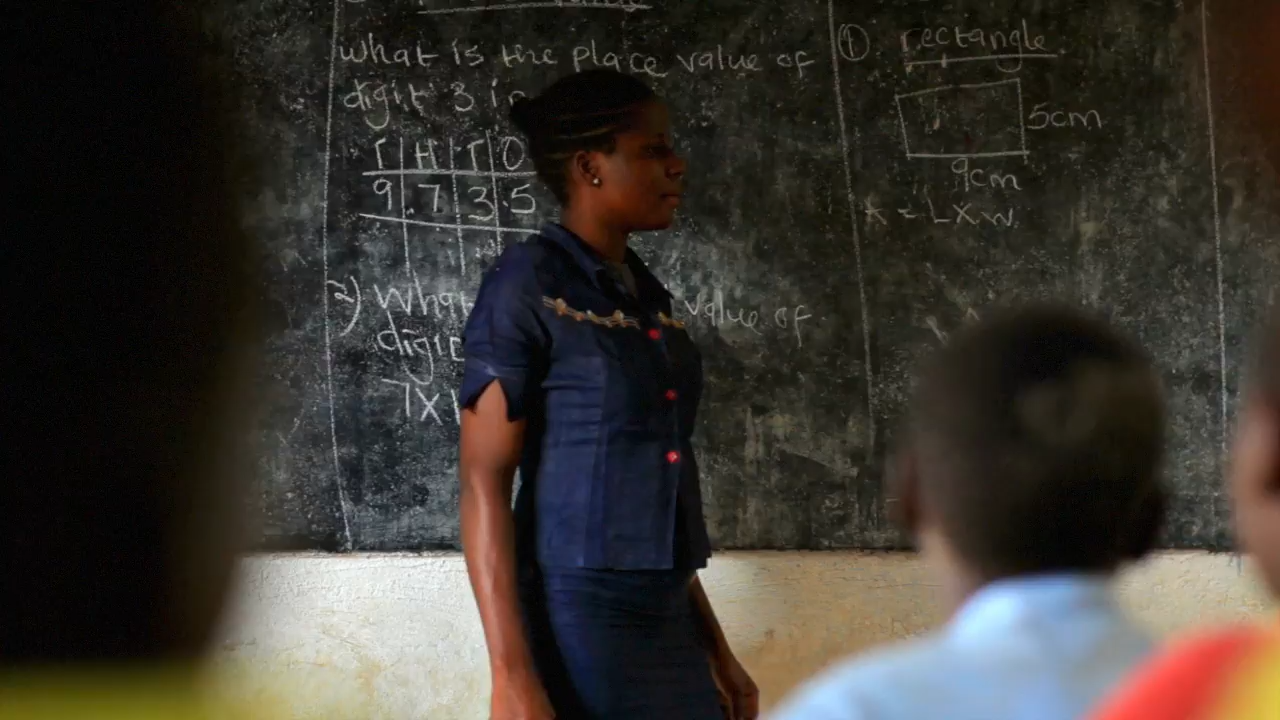 what is the place value of
digit 3 in
T H T O
9 7 3 5
2) What value of
digit
7 x
① rectangle.
5cm
9cm
= L x w